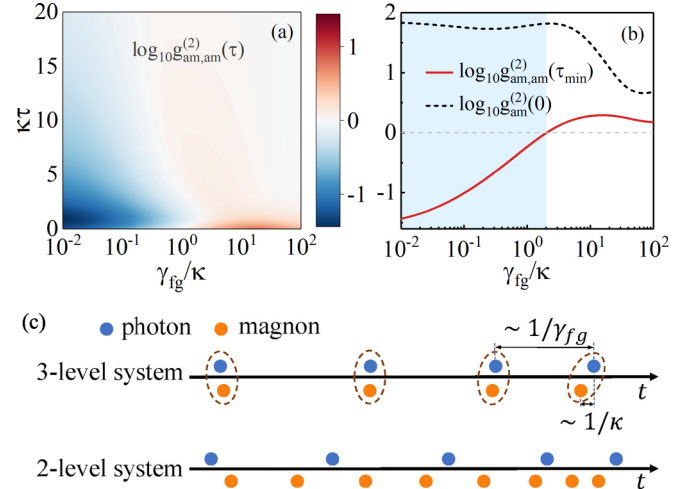 (a)
log₁₀g⁽²⁾ₐₘ,ₐₘ(τ)
κτ
20
15
10
5
0
10⁻² 10⁻¹ 10⁰ 10¹ 10²
γfg/κ
1
0
-1
(b)
2
1
0
-1
log₁₀g⁽²⁾ₐₘ,ₐₘ(τmin)
log₁₀g⁽²⁾ₐₘ(0)
10⁻² 10⁻¹ 10⁰ 10¹ 10²
γfg/κ
(c)
photon magnon
~ 1/γfg
3-level system
t
~ 1/κ
2-level system
t